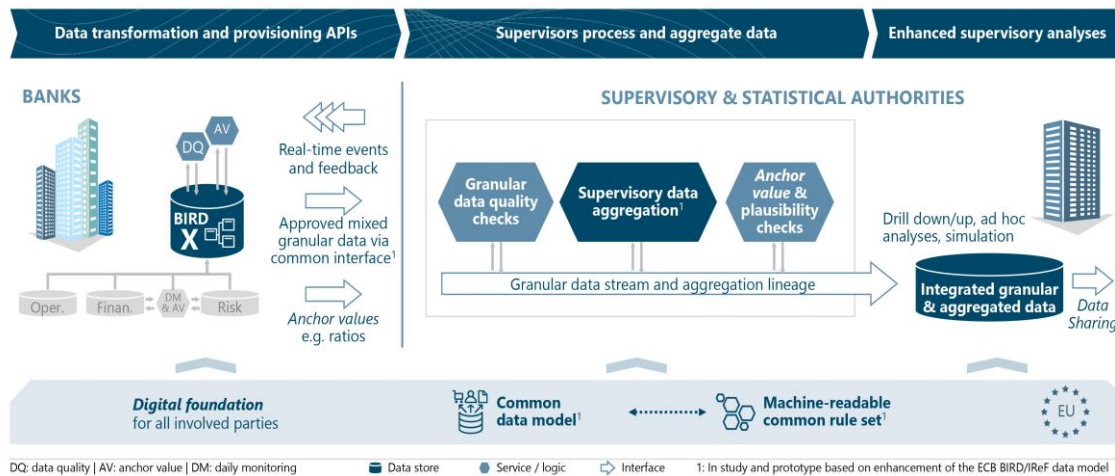 Data transformation and provisioning APIs
Supervisors process and aggregate data
Enhanced supervisory analyses
BANKS
DQ
AV
BIRD
X
Oper.
Finan.
DM
& AV
Risk
Real-time events
and feedback
Approved mixed
granular data via
common interface¹
Anchor values
e.g. ratios
SUPERVISORY & STATISTICAL AUTHORITIES
Granular
data quality
checks
Supervisory data
aggregation¹
Anchor
value &
plausibility
checks
Granular data stream and aggregation lineage
Drill down/up, ad hoc
analyses, simulation
Integrated granular
& aggregated data
Data
Sharing
Digital foundation
for all involved parties
Common
data model¹
Machine-readable
common rule set¹
EU
DQ: data quality | AV: anchor value | DM: daily monitoring
Data store
Service / logic
Interface
1: In study and prototype based on enhancement of the ECB BIRD/IReF data model